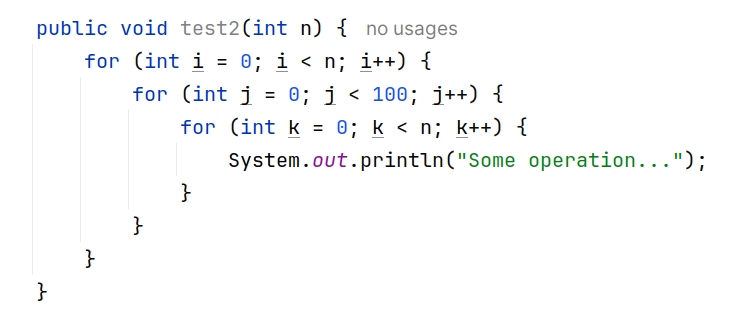 public void test2(int n) { no usages
for (int i = 0; i < n; i++) {
for (int j = 0; j < 100; j++) {
for (int k = 0; k < n; k++) {
System.out.println("Some operation...");
}
}
}
}